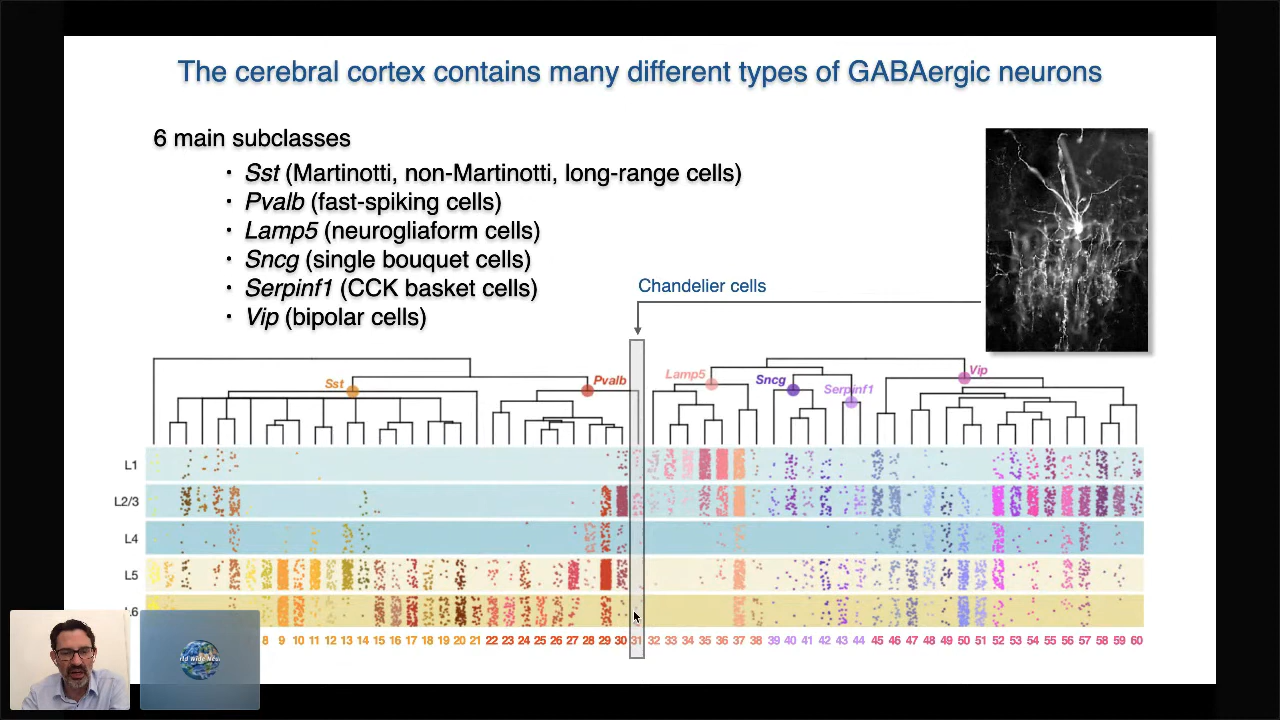 The cerebral cortex contains many different types of GABAergic neurons
6 main subclasses
· Sst (Martinotti, non-Martinotti, long-range cells)
· Pvalb (fast-spiking cells)
· Lamp5 (neurogliaform cells)
· Sncg (single bouquet cells)
· Serpinf1 (CCK basket cells)
· Vip (bipolar cells)
Chandelier cells
Sst
Pvalb
Lamp5
Sncg
Serpinf1
Vip
L1
L2/3
L4
L5
8 9 10 11 12 13 14 15 16 17 18 19 20 21 22 23 24 25 26 27 28 29 30 31 32 33 34 35 36 37 38 39 40 41 42 43 44 45 46 47 48 49 50 51 52 53 54 55 56 57 58 59 60